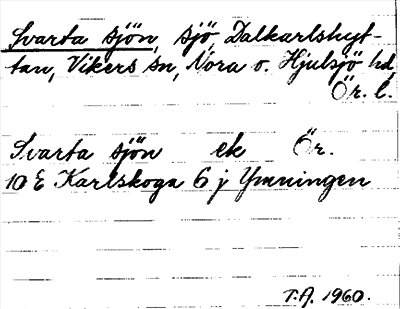 Svarta sjön, sjö, Dalkarlshyt-
tan, Vikers sn, Nora o. Hjulsjö hd,
Ör. l.
Svarta sjön ek Ör.
10 E Karlskoga 6 j Ymningen
T.A. 1960.